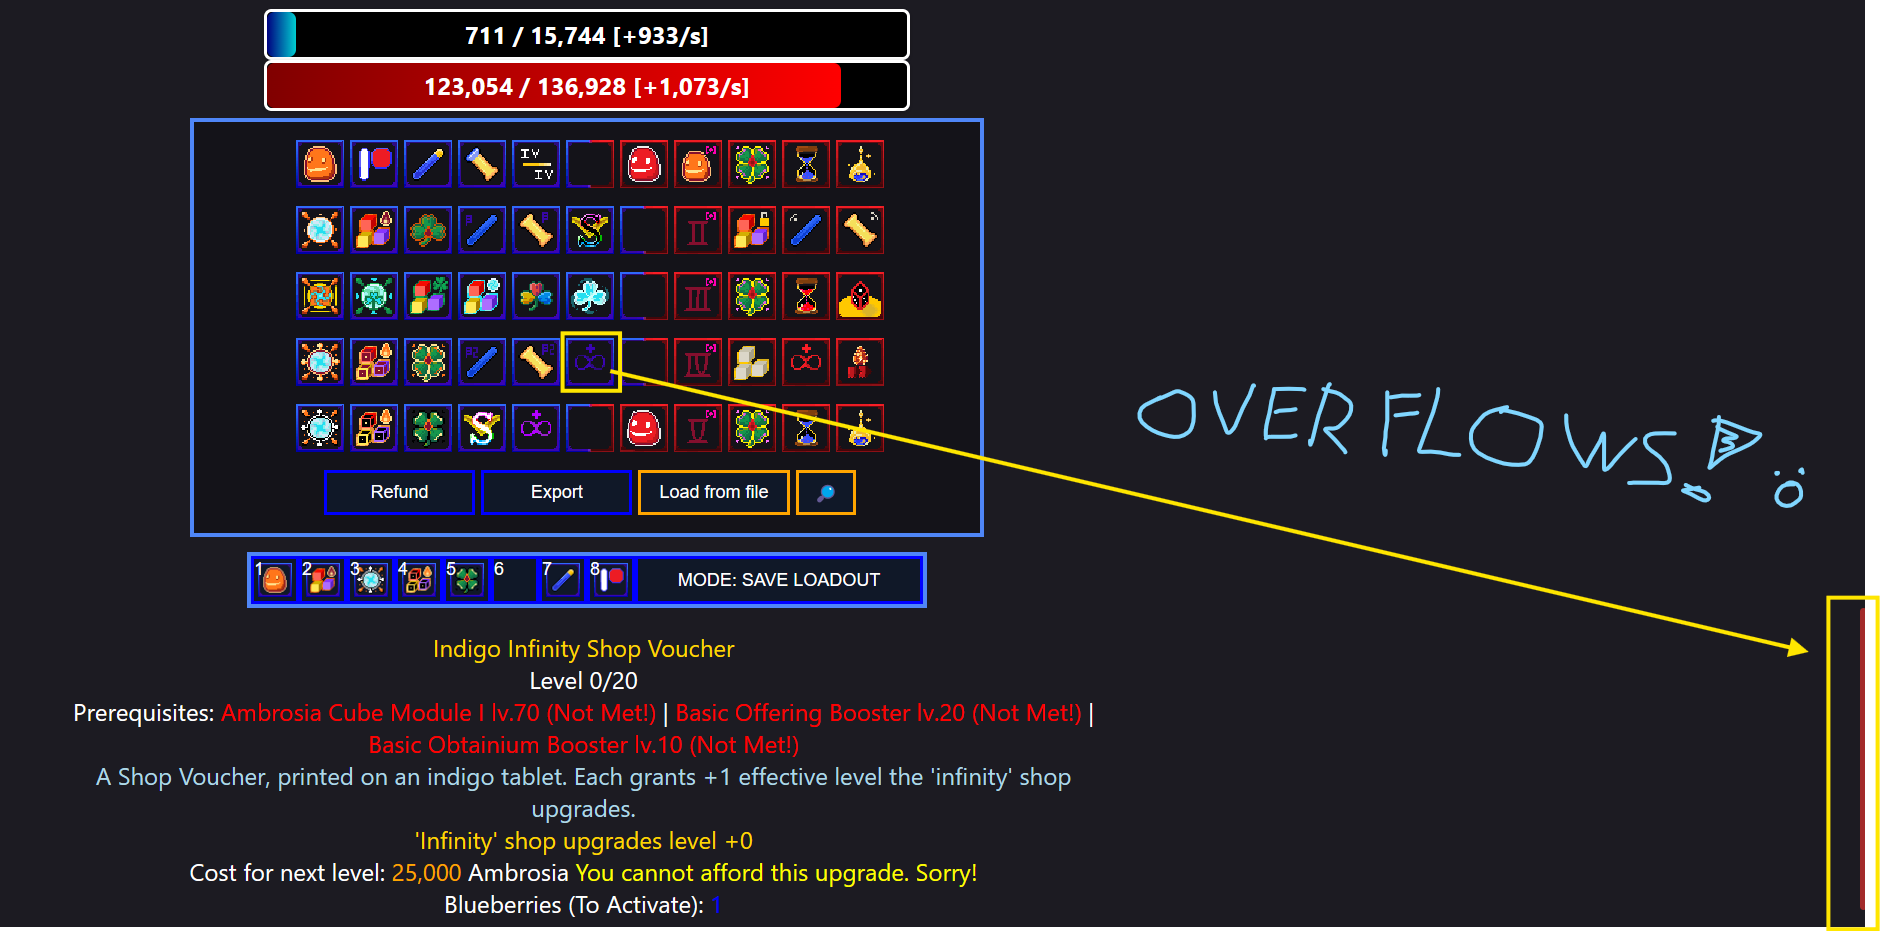 711 / 15,744 [+933/s]
123,054 / 136,928 [+1,073/s]
IV
IV
II
III
IV
V
Refund Export Load from file
1 2 3 4 5 6 7 8 MODE: SAVE LOADOUT
OVERFLOWS!
Indigo Infinity Shop Voucher
Level 0/20
Prerequisites: Ambrosia Cube Module I lv.70 (Not Met!) | Basic Offering Booster lv.20 (Not Met!) |
Basic Obtainium Booster lv.10 (Not Met!)
A Shop Voucher, printed on an indigo tablet. Each grants +1 effective level the 'infinity' shop
upgrades.
'Infinity' shop upgrades level +0
Cost for next level: 25,000 Ambrosia You cannot afford this upgrade. Sorry!
Blueberries (To Activate): 1